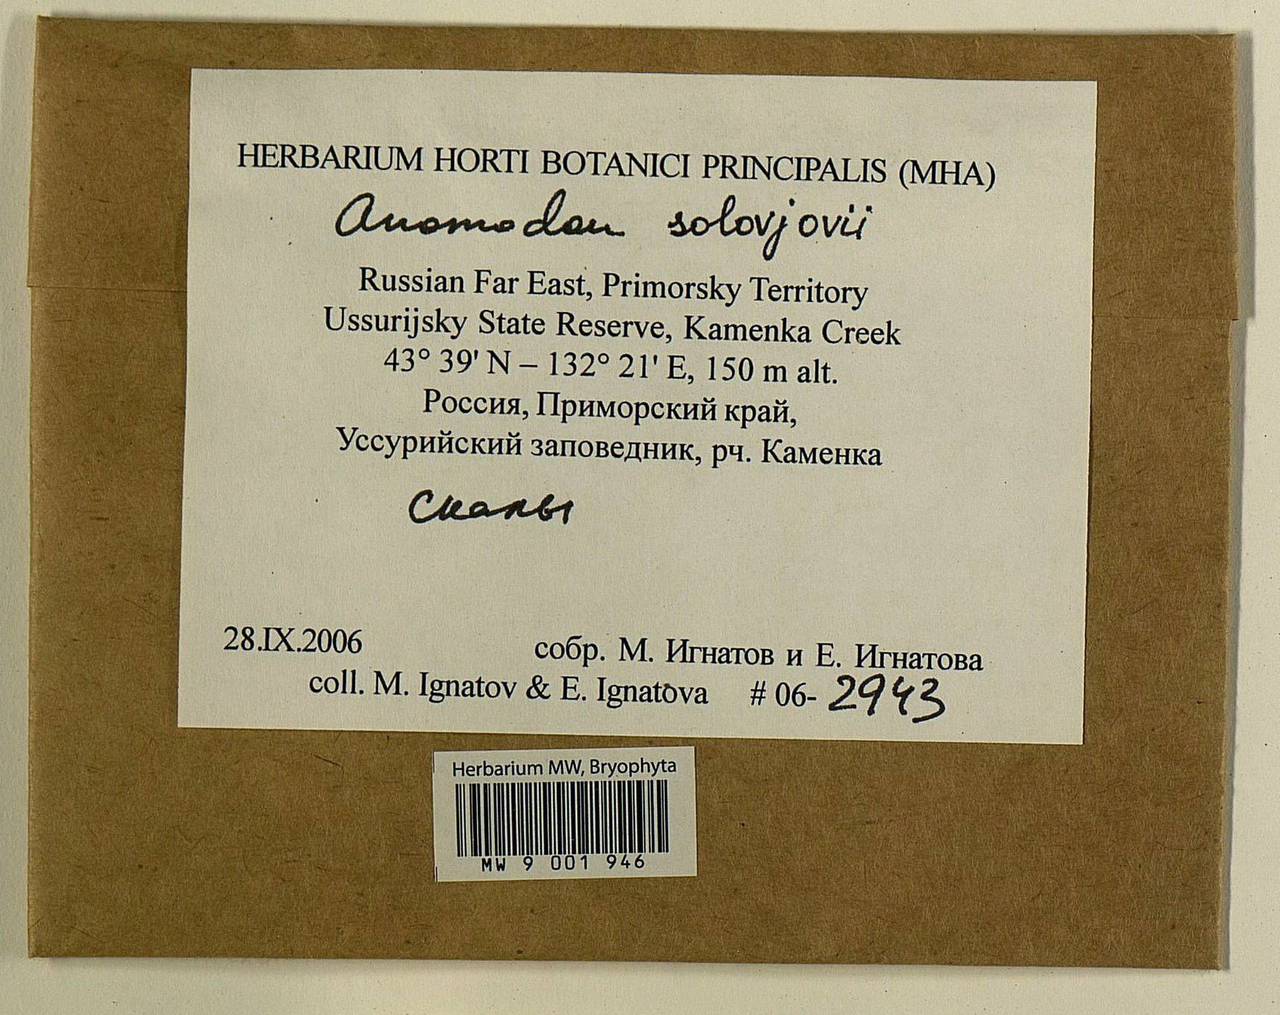 HERBARIUM HORTI BOTANICI PRINCIPALIS (MHA)
Anomodon solovjovii
Russian Far East, Primorsky Territory
Ussurijsky State Reserve, Kamenka Creek
43° 39' N – 132° 21' E, 150 m alt.
Россия, Приморский край,
Уссурийский заповедник, рч. Каменка
Скалы
28.IX.2006 собр. М. Игнатов и Е. Игнатова
coll. M. Ignatov & E. Ignatova # 06- 2943
Herbarium MW, Bryophyta
MW 9 001 946